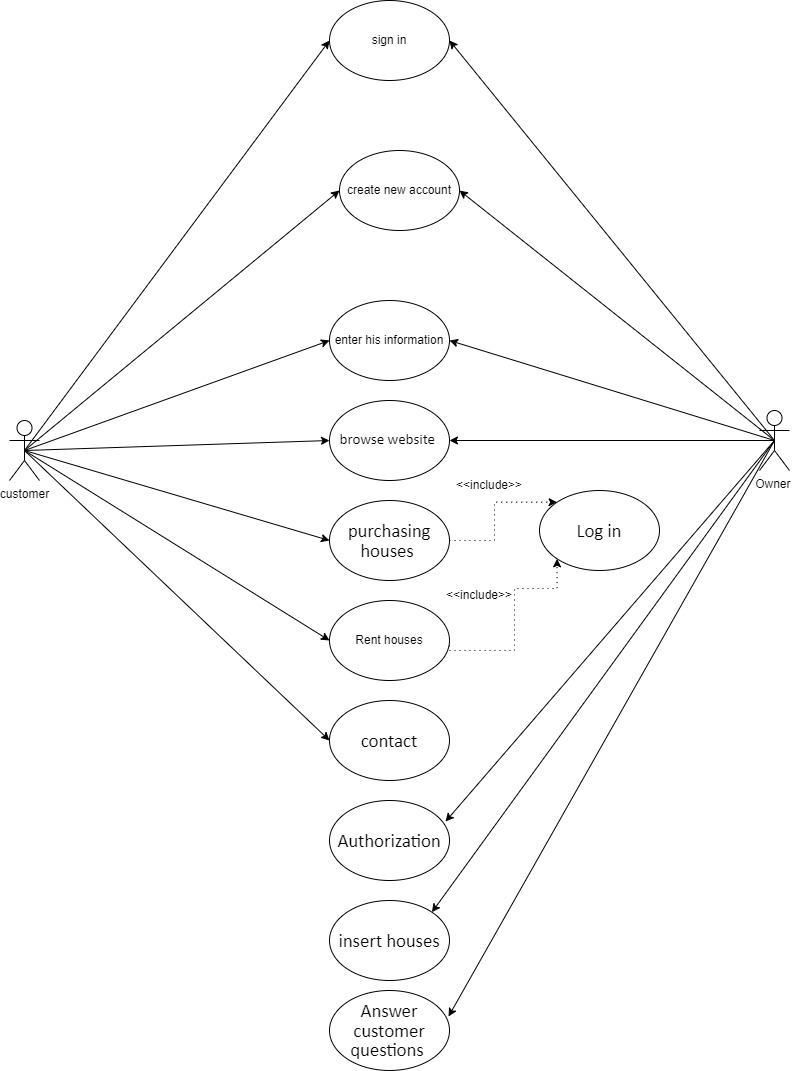 sign in
create new account
enter his information
browse website
customer
Owner
<<include>>
purchasing
houses
Log in
<<include>>
Rent houses
contact
Authorization
insert houses
Answer
customer
questions